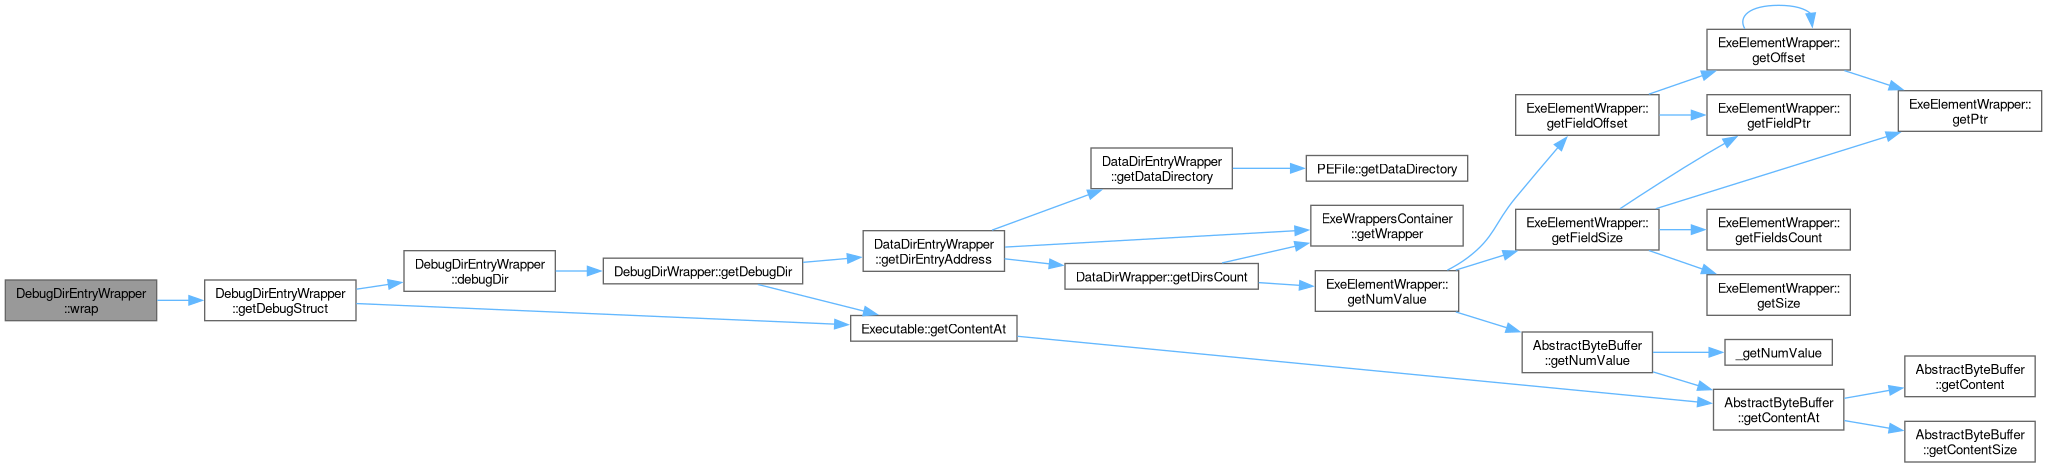 DebugDirEntryWrapper
::wrap
DebugDirEntryWrapper
::getDebugStruct
DebugDirEntryWrapper
::debugDir
DebugDirWrapper::getDebugDir
Executable::getContentAt
DataDirEntryWrapper
::getDirEntryAddress
DataDirEntryWrapper
::getDataDirectory
PEFile::getDataDirectory
ExeWrappersContainer
::getWrapper
DataDirWrapper::getDirsCount
ExeElementWrapper::
getNumValue
ExeElementWrapper::
getFieldOffset
ExeElementWrapper::
getOffset
ExeElementWrapper::
getFieldPtr
ExeElementWrapper::
getPtr
ExeElementWrapper::
getFieldSize
ExeElementWrapper::
getFieldsCount
ExeElementWrapper::
getSize
AbstractByteBuffer
::getNumValue
_getNumValue
AbstractByteBuffer
::getContentAt
AbstractByteBuffer
::getContent
AbstractByteBuffer
::getContentSize